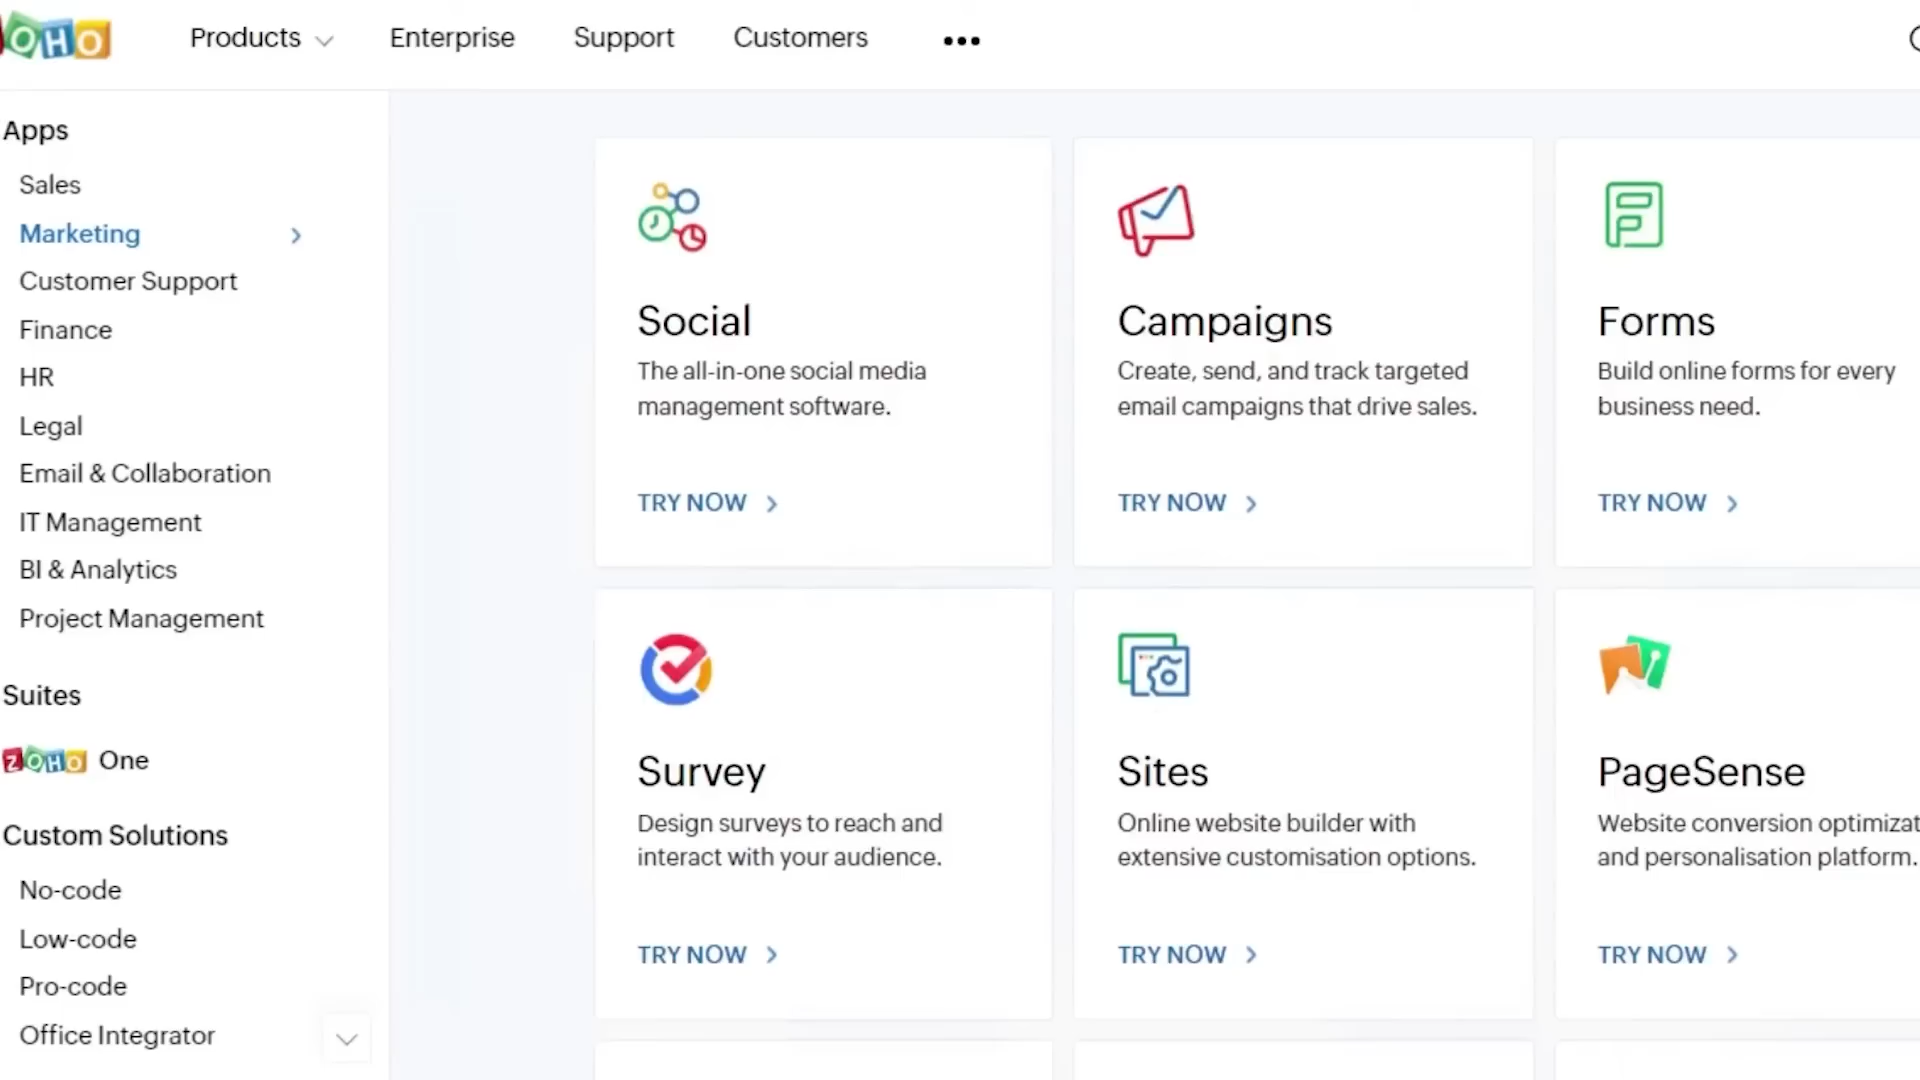 ZOHO
Products
Enterprise
Support
Customers
Apps
Sales
Marketing
Customer Support
Finance
HR
Legal
Email & Collaboration
IT Management
BI & Analytics
Project Management
Suites
ZOHO One
Custom Solutions
No-code
Low-code
Pro-code
Office Integrator
Social
The all-in-one social media
management software.
TRY NOW
Campaigns
Create, send, and track targeted
email campaigns that drive sales.
TRY NOW
Forms
Build online forms for every
business need.
TRY NOW
Survey
Design surveys to reach and
interact with your audience.
TRY NOW
Sites
Online website builder with
extensive customisation options.
TRY NOW
PageSense
Website conversion optimizat
and personalisation platform.
TRY NOW